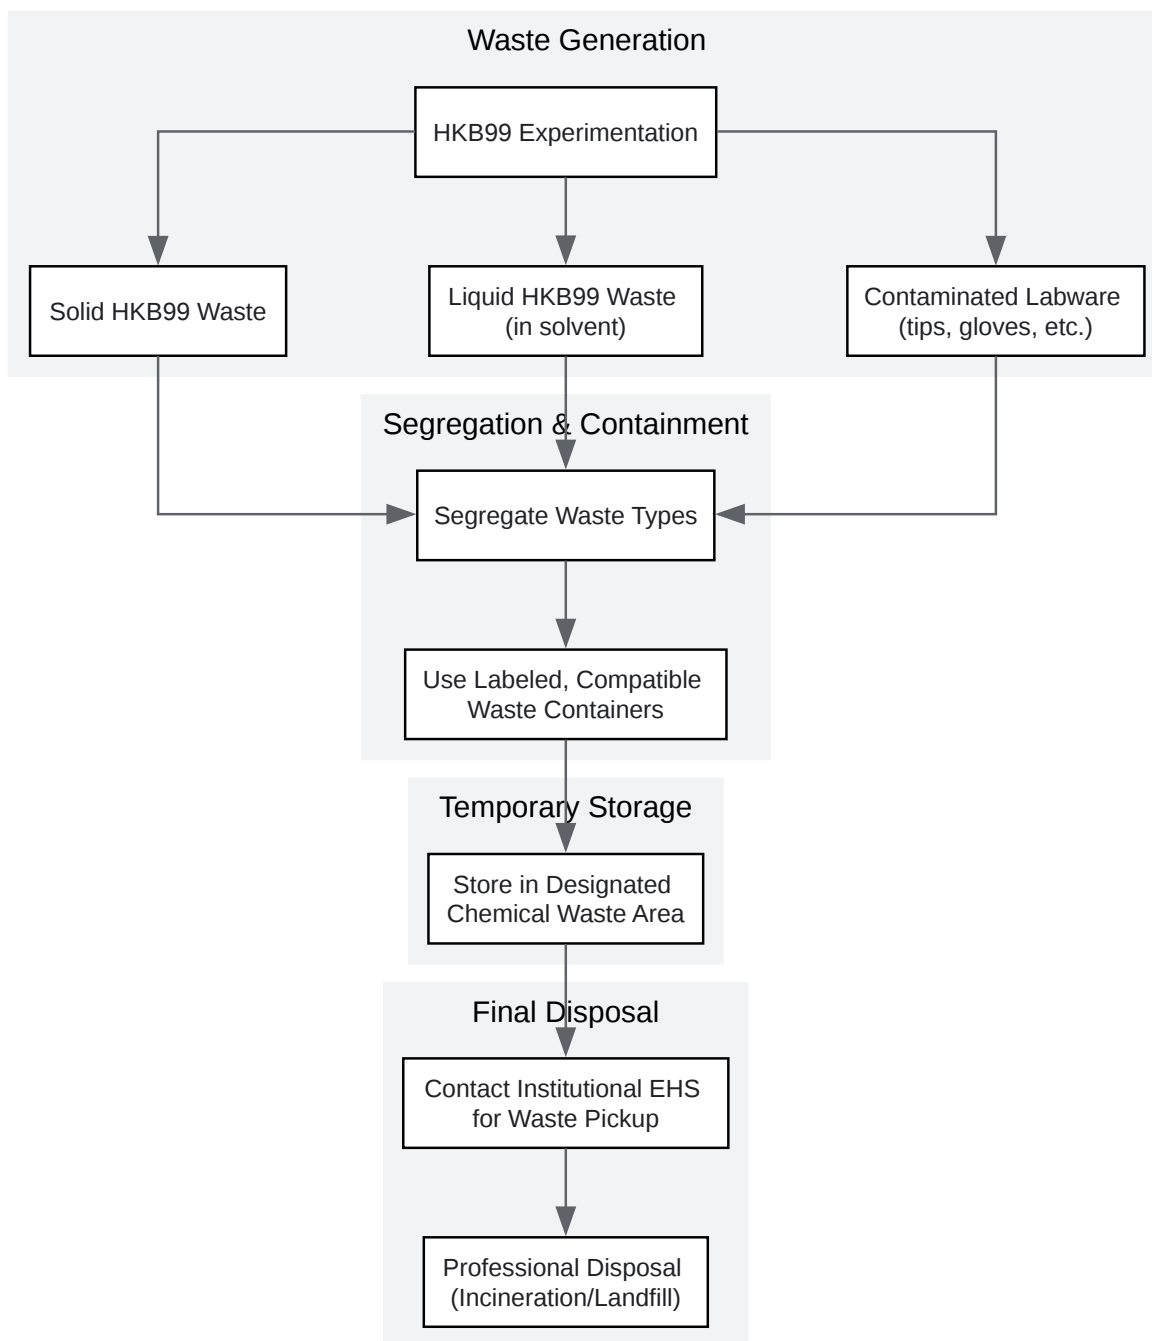 Waste Generation
HKB99 Experimentation
Solid HKB99 Waste
Liquid HKB99 Waste
(in solvent)
Contaminated Labware
(tips, gloves, etc.)
Segregation & Containment
Segregate Waste Types
Use Labeled, Compatible
Waste Containers
Temporary Storage
Store in Designated
Chemical Waste Area
Final Disposal
Contact Institutional EHS
for Waste Pickup
Professional Disposal
(Incineration/Landfill)